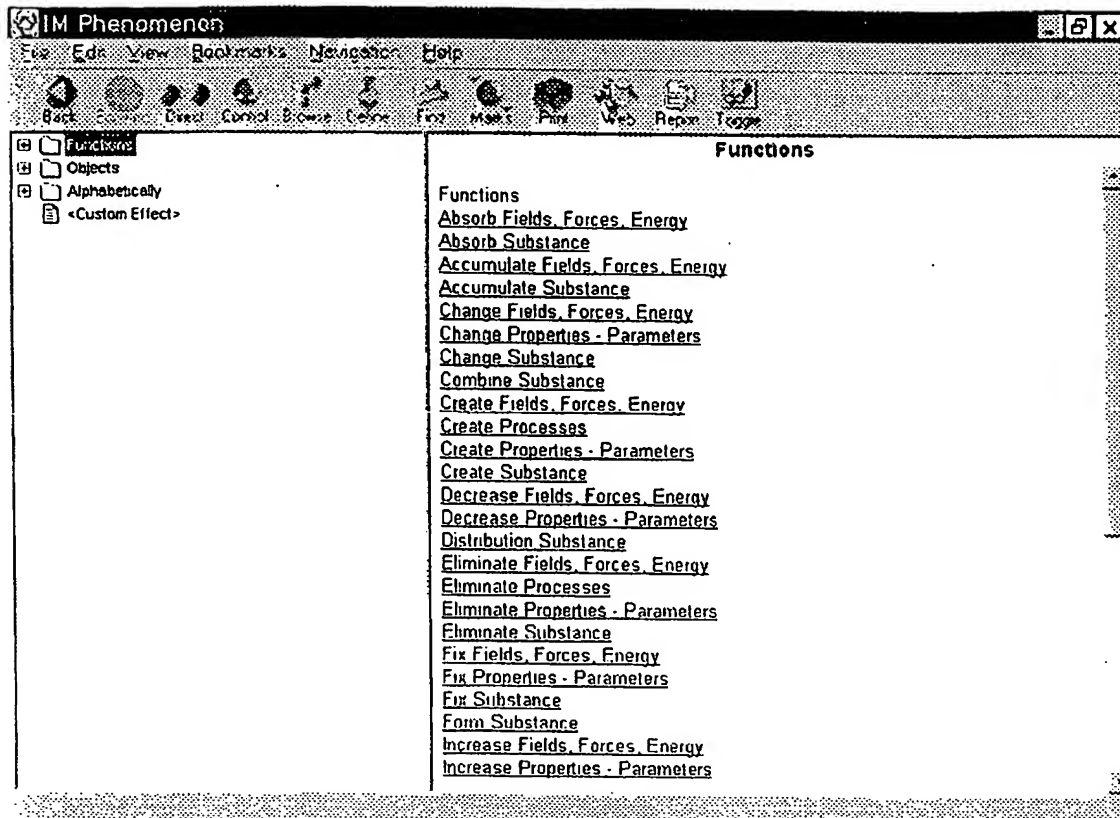 IM Phenomenon
File Edit View Bookmarks Navigation Help
Back Direct Control Browse Define Find Marks Print Web Report Toggle
Functions
Objects
Alphabetically
<Custom Effect>
Functions
Functions
Absorb Fields, Forces, Energy
Absorb Substance
Accumulate Fields, Forces, Energy
Accumulate Substance
Change Fields, Forces, Energy
Change Properties - Parameters
Change Substance
Combine Substance
Create Fields, Forces, Energy
Create Processes
Create Properties - Parameters
Create Substance
Decrease Fields, Forces, Energy
Decrease Properties - Parameters
Distribution Substance
Eliminate Fields, Forces, Energy
Eliminate Processes
Eliminate Properties - Parameters
Eliminate Substance
Fix Fields, Forces, Energy
Fix Properties - Parameters
Fix Substance
Form Substance
Increase Fields, Forces, Energy
Increase Properties - Parameters